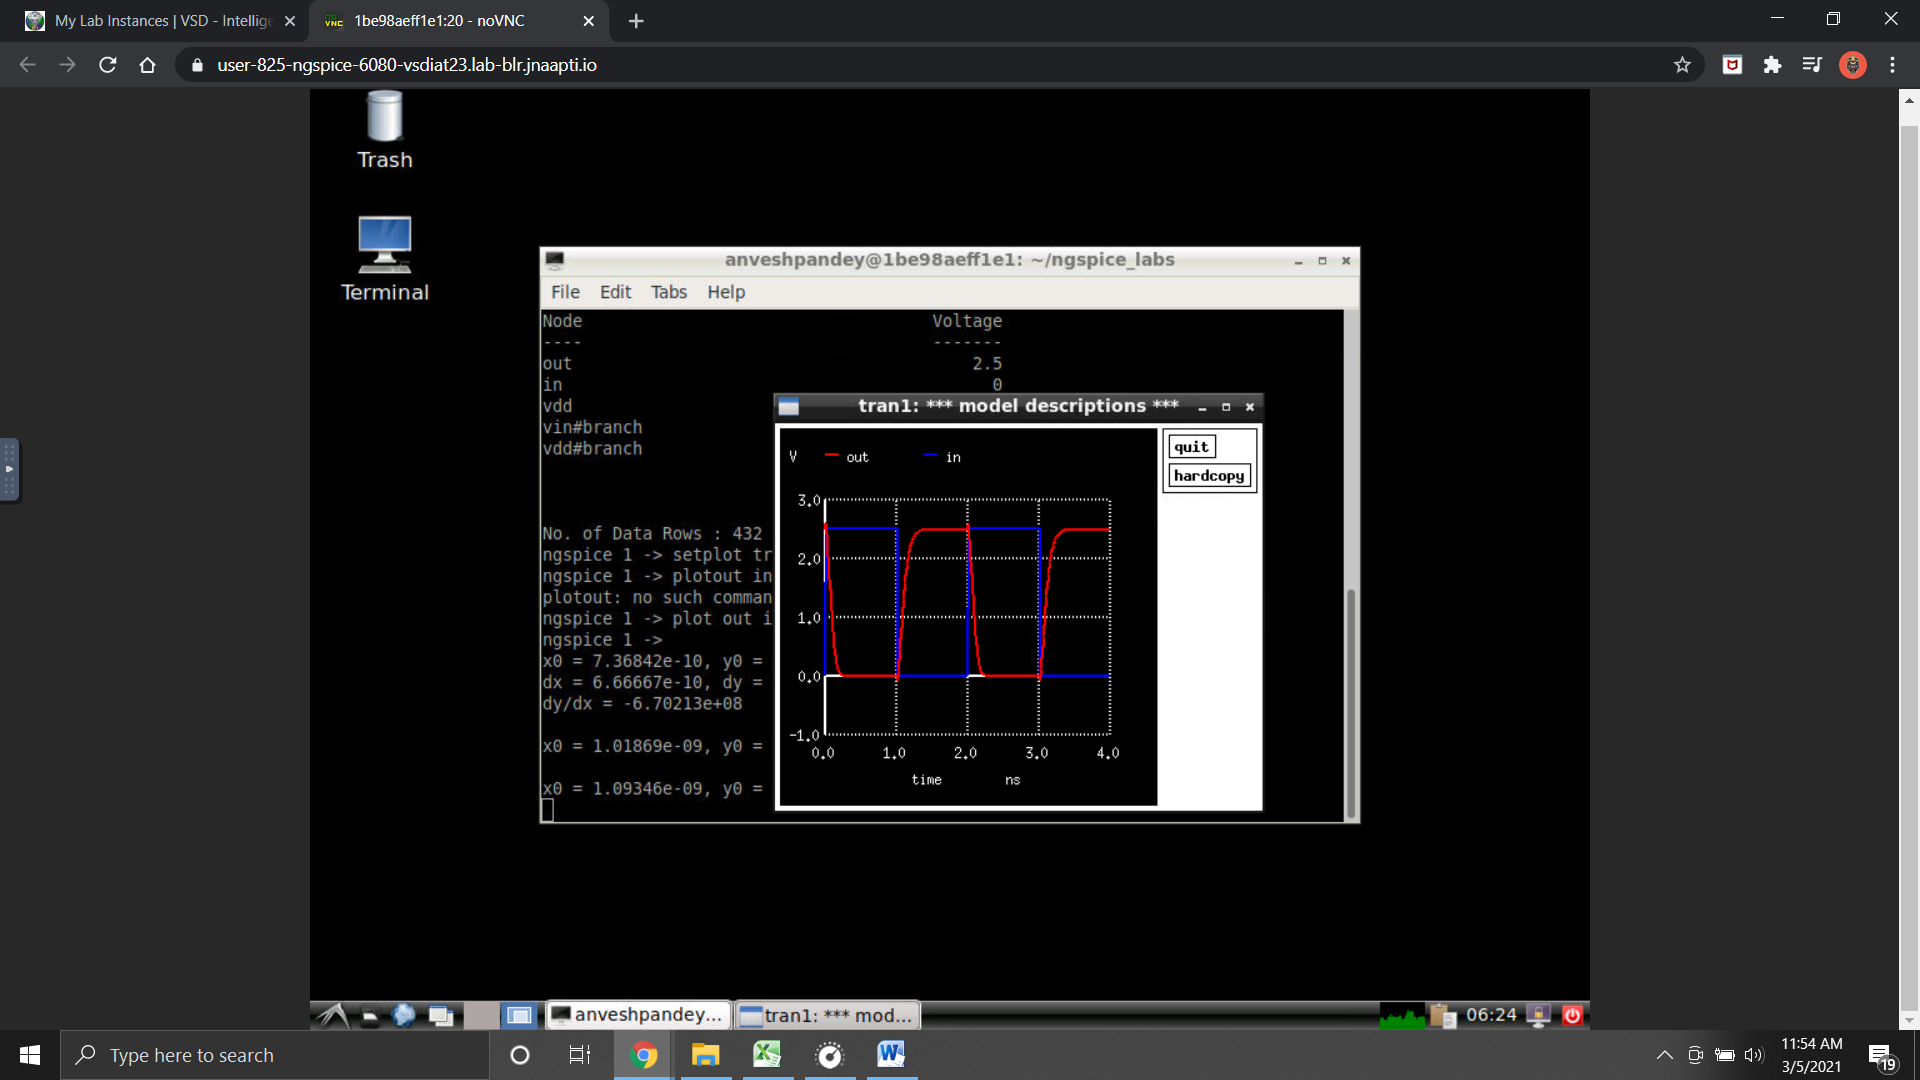 My Lab Instances | VSD - Intellige
1be98aeff1e1:20 - noVNC
user-825-ngspice-6080-vsdiat23.lab-blr.jnaapti.io
Trash
Terminal
anveshpandey@1be98aeff1e1: ~/ngspice_labs
File Edit Tabs Help
Node Voltage
---- -------
out 2.5
in 0
vdd
vin#branch
vdd#branch
No. of Data Rows : 432
ngspice 1 -> setplot tr
ngspice 1 -> plotout in
plotout: no such comman
ngspice 1 -> plot out i
ngspice 1 ->
x0 = 7.36842e-10, y0 =
dx = 6.66667e-10, dy =
dy/dx = -6.70213e+08
x0 = 1.01869e-09, y0 =
x0 = 1.09346e-09, y0 =
tran1: *** model descriptions ***
quit
hardcopy
V out in
3.0
2.0
1.0
0.0
-1.0
0.0 1.0 2.0 3.0 4.0
time ns
anveshpandey...
tran1: *** mod...
06:24
Type here to search
11:54 AM
3/5/2021
19